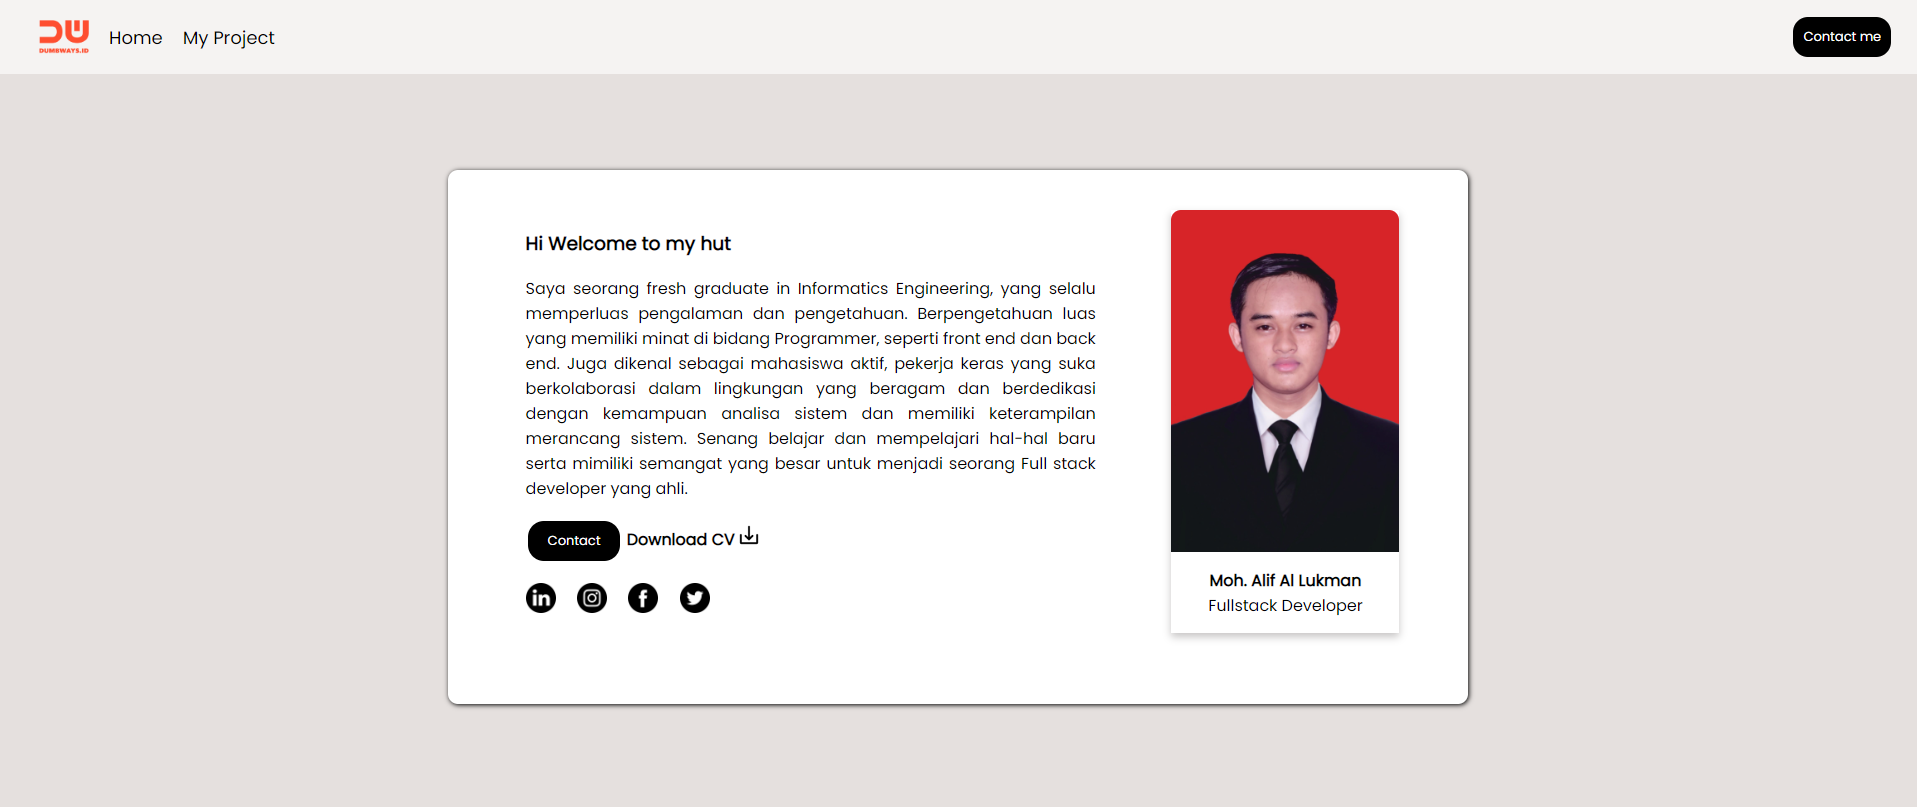 DUMBWAYS.ID
Home
My Project
Contact me
Hi Welcome to my hut
Saya seorang fresh graduate in Informatics Engineering, yang selalu
memperluas pengalaman dan pengetahuan. Berpengetahuan luas
yang memiliki minat di bidang Programmer, seperti front end dan back
end. Juga dikenal sebagai mahasiswa aktif, pekerja keras yang suka
berkolaborasi dalam lingkungan yang beragam dan berdedikasi
dengan kemampuan analisa sistem dan memiliki keterampilan
merancang sistem. Senang belajar dan mempelajari hal-hal baru
serta mimiliki semangat yang besar untuk menjadi seorang Full stack
developer yang ahli.
Contact
Download CV
Moh. Alif Al Lukman
Fullstack Developer